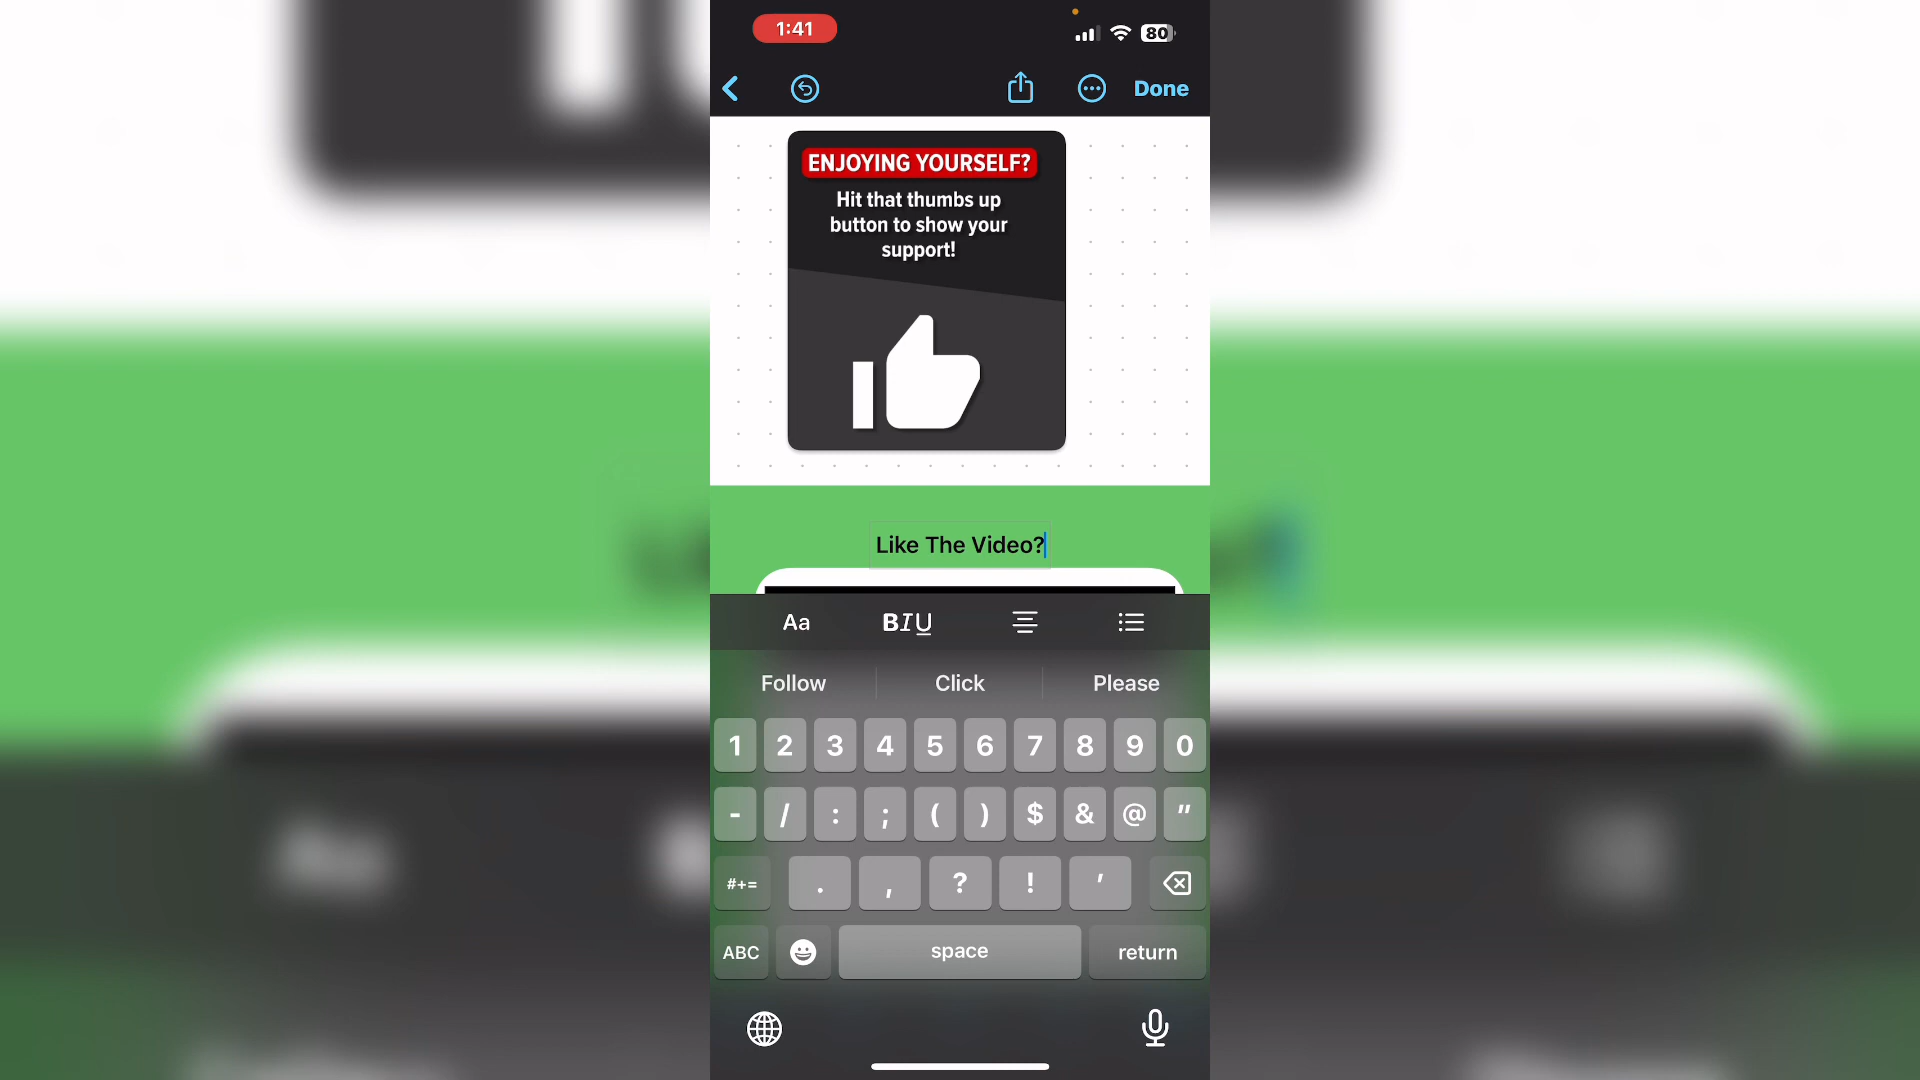 1:41
80
Done
ENJOYING YOURSELF?
Hit that thumbs up
button to show your
support!
Like The Video?
Aa
BIU
Follow Click Please
1 2 3 4 5 6 7 8 9 0
- / : ; ( ) $ & @ "
#+= . , ? ! '
ABC space return